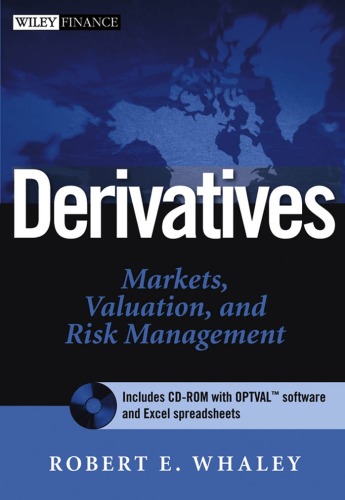 WILEY FINANCE
Derivatives
Markets,
Valuation, and
Risk Management
Includes CD-ROM with OPTVAL™ software
and Excel spreadsheets
ROBERT E. WHALEY